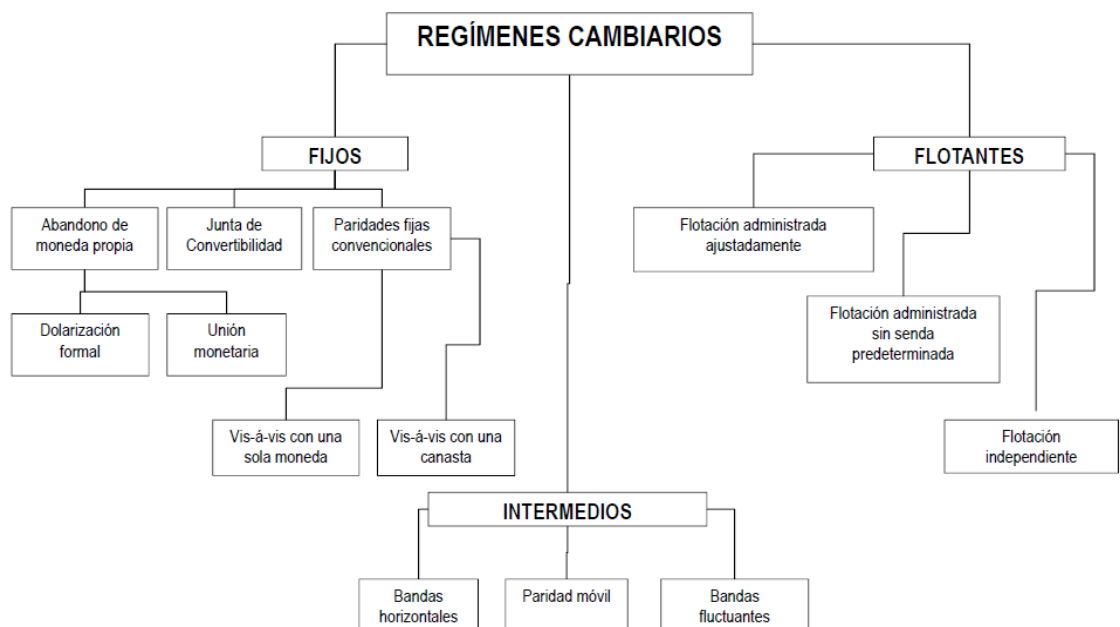 REGÍMENES CAMBIARIOS
FIJOS
FLOTANTES
Abandono de
moneda propia
Junta de
Convertibilidad
Paridades fijas
convencionales
Flotación administrada
ajustadamente
Dolarización
formal
Unión
monetaria
Flotación administrada
sin senda
predeterminada
Vis-á-vis con una
sola moneda
Vis-á-vis con una
canasta
Flotación
independiente
INTERMEDIOS
Bandas
horizontales
Paridad móvil
Bandas
fluctuantes